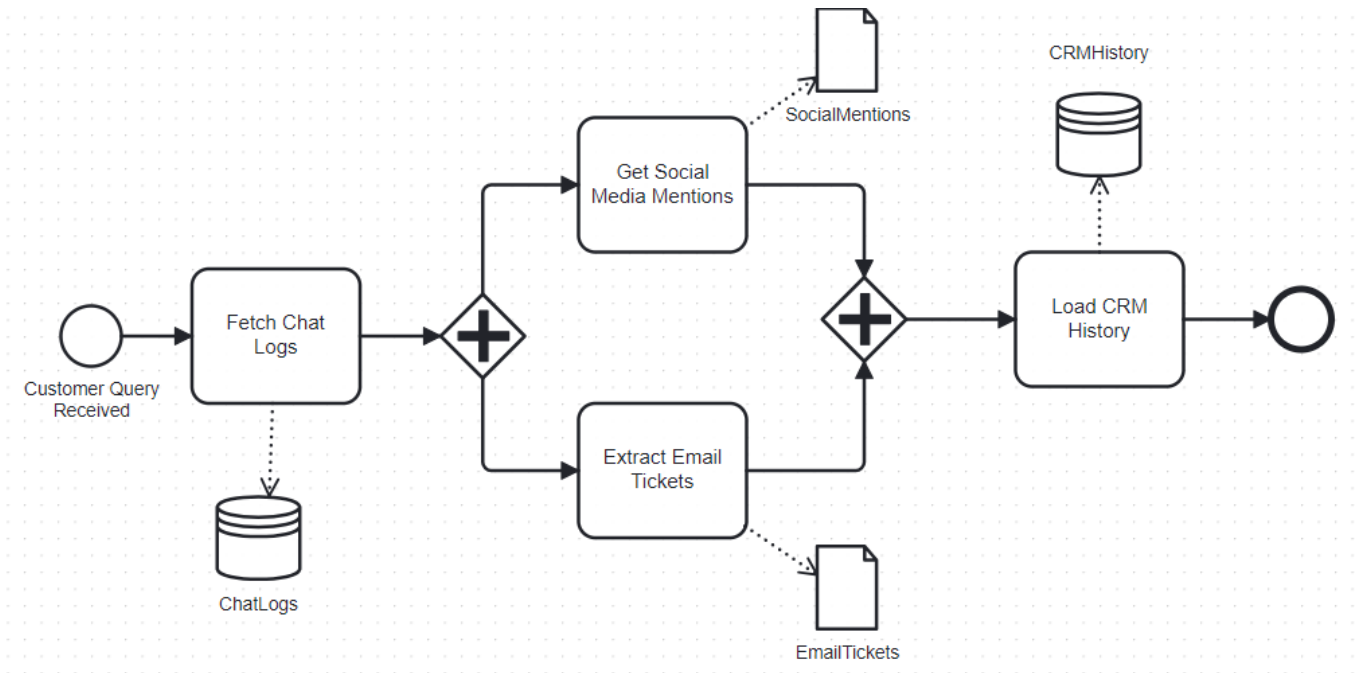 CRMHistory
SocialMentions
Get Social
Media Mentions
Fetch Chat
Logs
Load CRM
History
Customer Query
Received
Extract Email
Tickets
ChatLogs
EmailTickets